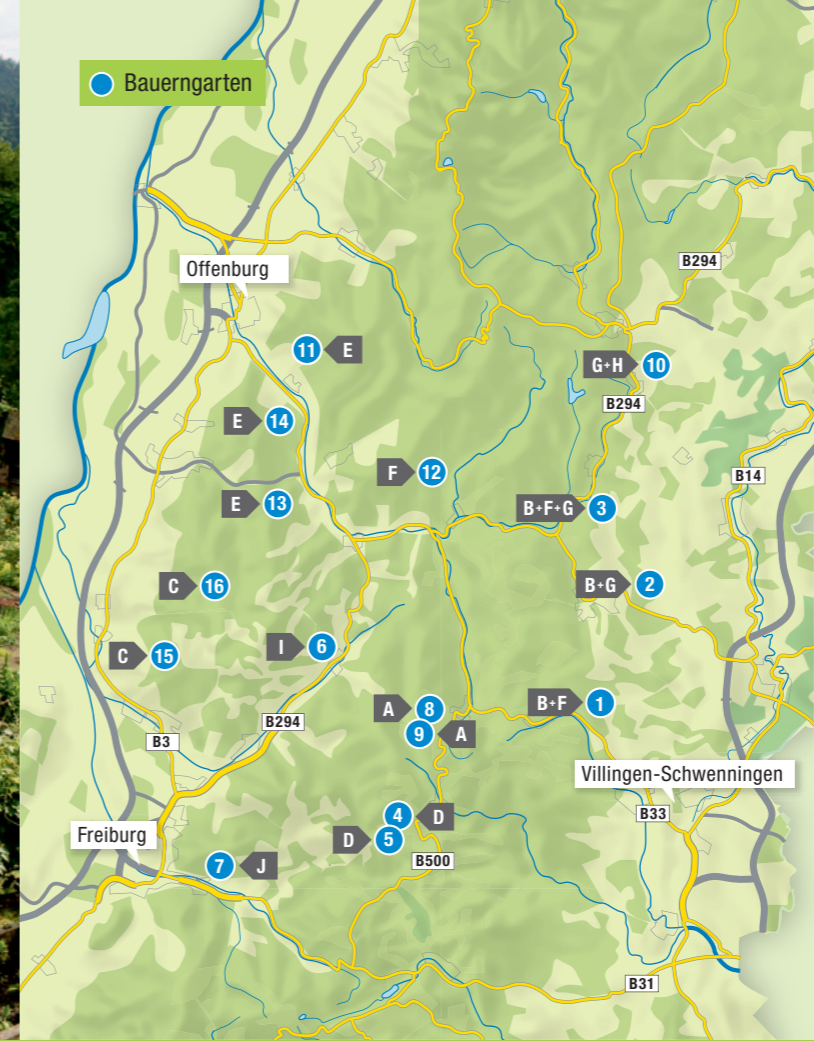 Bauerngarten
B294
Offenburg
11 E
G+H 10
B294
E 14
F 12
B14
E 13
B+F+G 3
C 16
B+G 2
I 6
C 15
B+F 1
A 8
B294
9 A
B3
Villingen-Schwenningen
4 D
B33
Freiburg
D 5
B500
7 J
B31